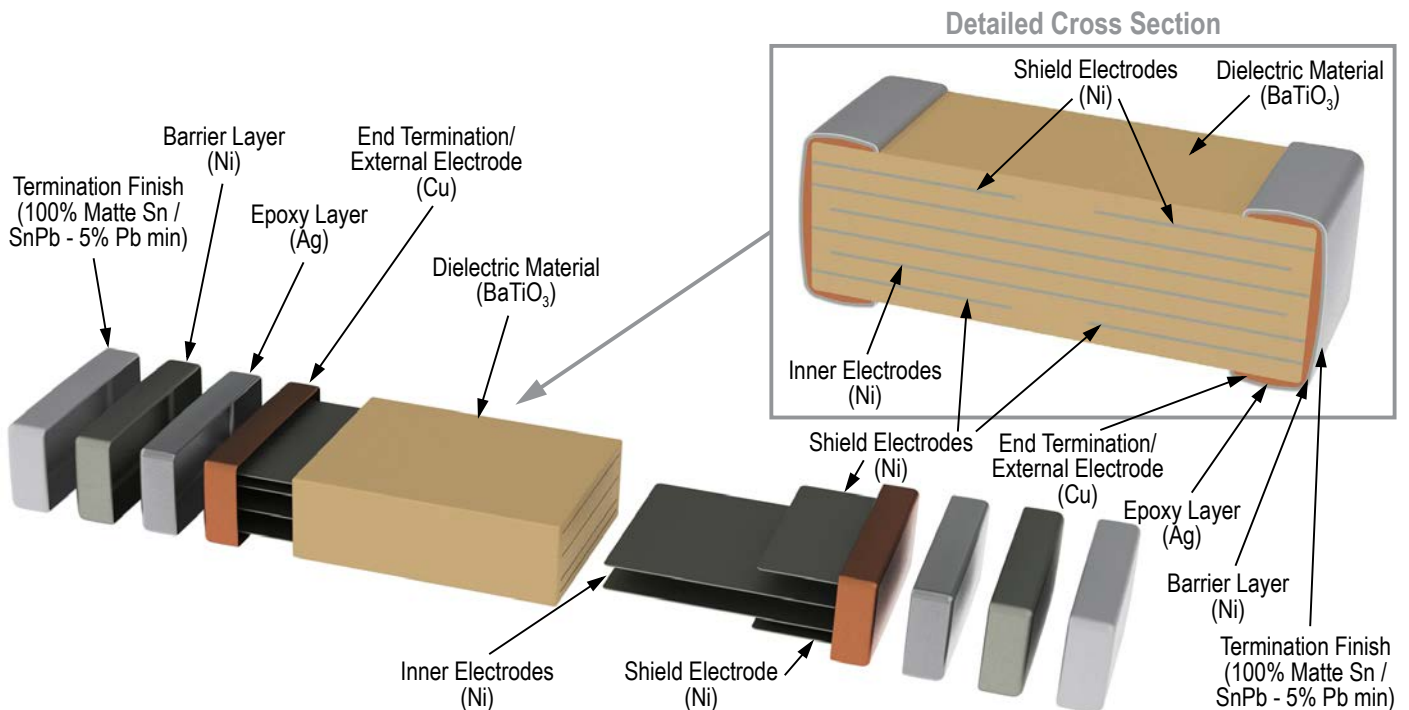 Detailed Cross Section
Shield Electrodes
(Ni)
Dielectric Material
(BaTiO₃)
Barrier Layer
(Ni)
End Termination/
External Electrode
(Cu)
Termination Finish
(100% Matte Sn /
SnPb - 5% Pb min)
Epoxy Layer
(Ag)
Dielectric Material
(BaTiO₃)
Inner Electrodes
(Ni)
Shield Electrodes
(Ni)
End Termination/
External Electrode
(Cu)
Epoxy Layer
(Ag)
Barrier Layer
(Ni)
Termination Finish
(100% Matte Sn /
SnPb - 5% Pb min)
Inner Electrodes
(Ni)
Shield Electrode
(Ni)